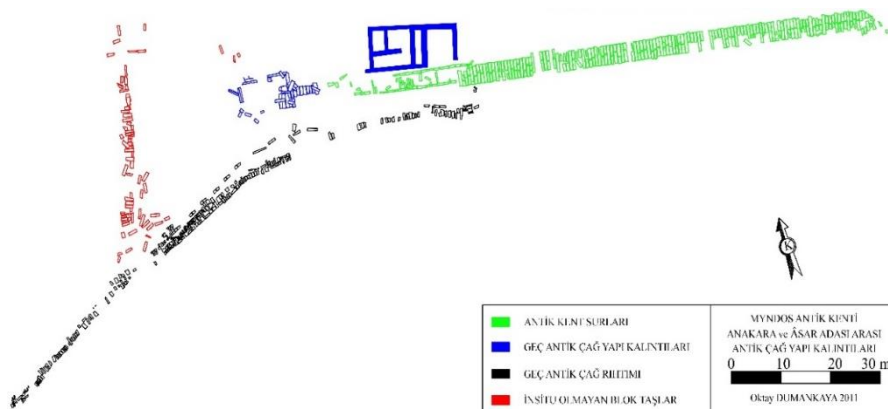 K
ANTİK KENT SURLARI
GEÇ ANTİK ÇAĞ YAPI KALINTILARI
GEÇ ANTİK ÇAĞ RIHTIMI
İNSİTU OLMAYAN BLOK TAŞLAR
MYNDOS ANTİK KENTİ
ANAKARA ve ÂSAR ADASI ARASI
ANTİK ÇAĞ YAPI KALINTILARI
0 10 20 30 m
Oktay DUMANKAYA 2011